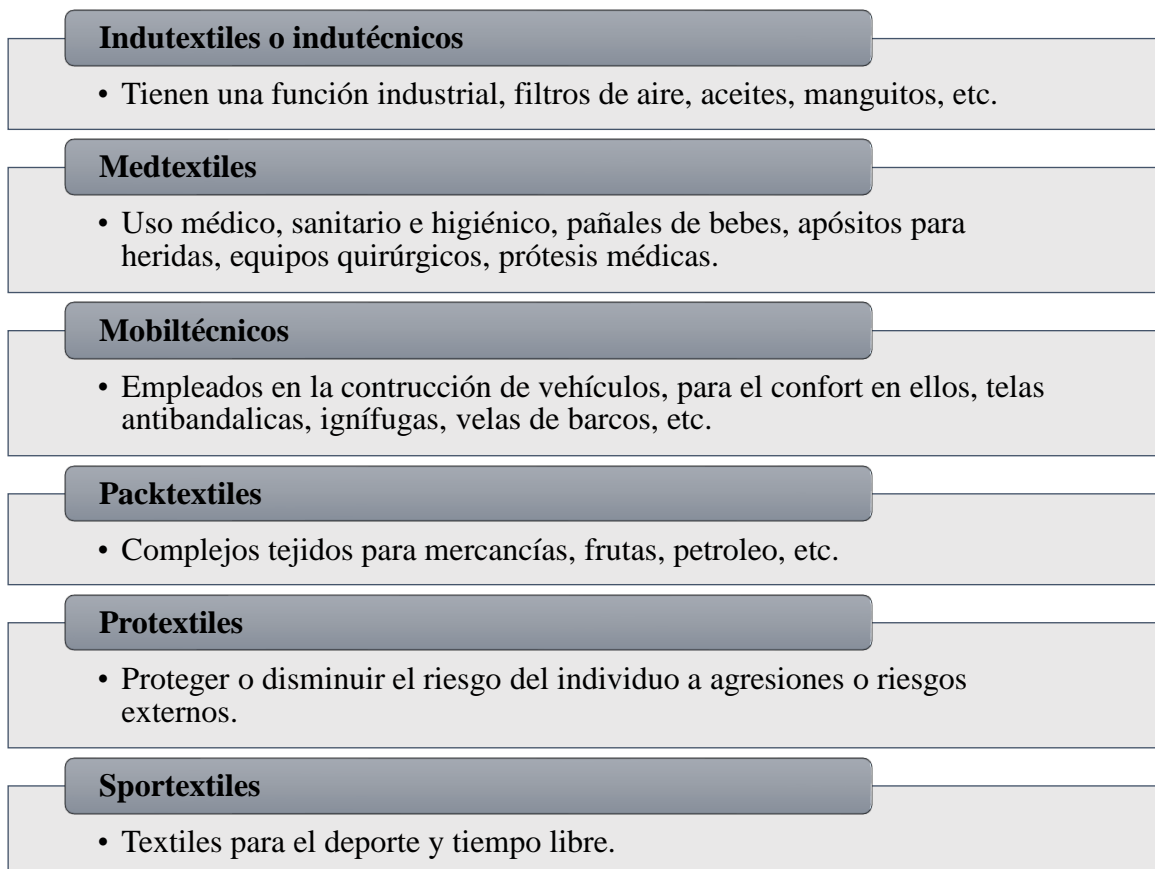 Indutextiles o indutécnicos
• Tienen una función industrial, filtros de aire, aceites, manguitos, etc.
Medtextiles
• Uso médico, sanitario e higiénico, pañales de bebes, apósitos para
heridas, equipos quirúrgicos, prótesis médicas.
Mobiltécnicos
• Empleados en la contrucción de vehículos, para el confort en ellos, telas
antibandalicas, ignífugas, velas de barcos, etc.
Packtextiles
• Complejos tejidos para mercancías, frutas, petroleo, etc.
Protextiles
• Proteger o disminuir el riesgo del individuo a agresiones o riesgos
externos.
Sportextiles
• Textiles para el deporte y tiempo libre.